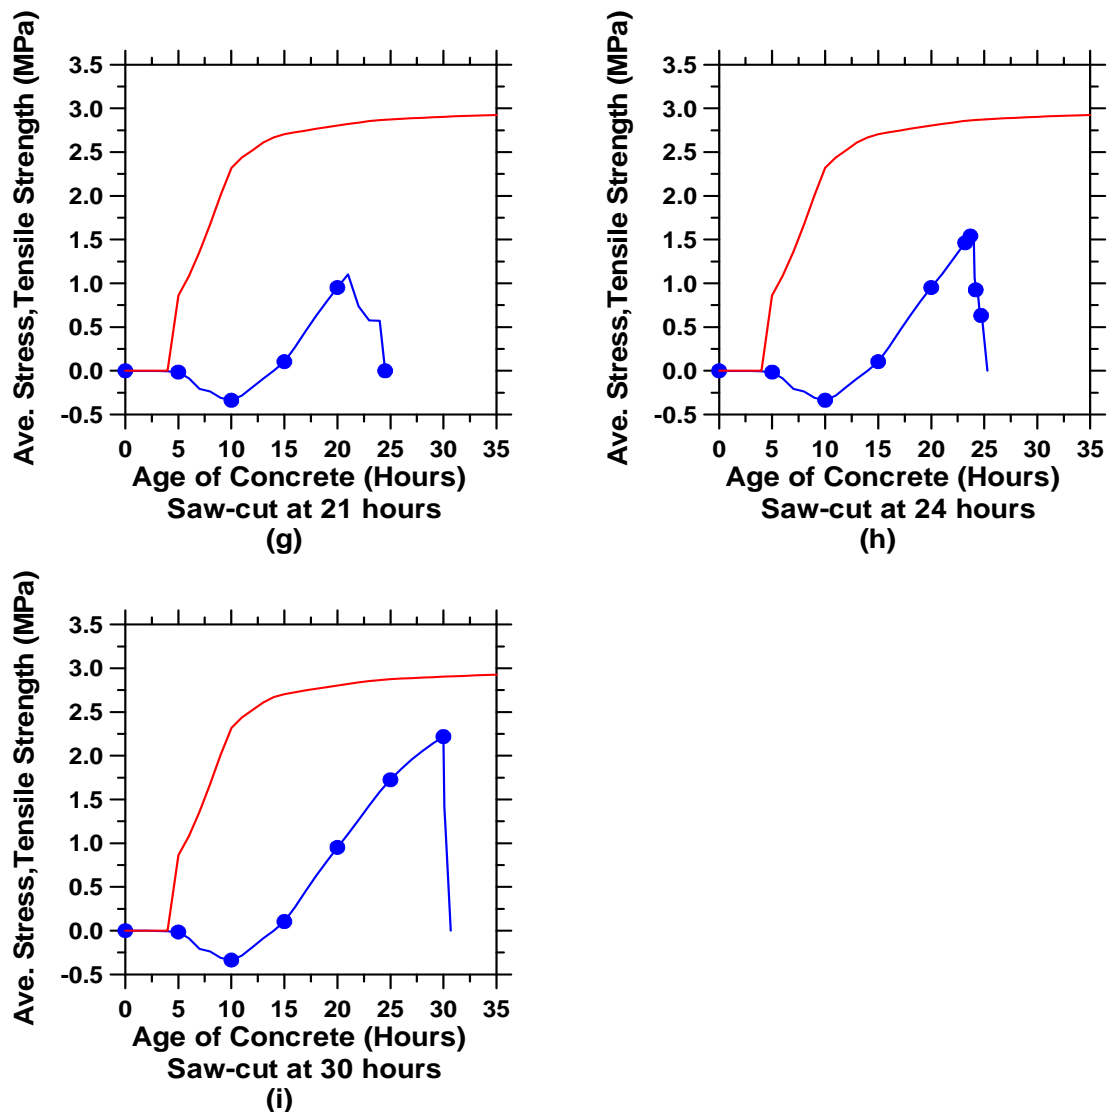 Ave. Stress,Tensile Strength (MPa)
3.5
3.0
2.5
2.0
1.5
1.0
0.5
0.0
-0.5
0 5 10 15 20 25 30 35
Age of Concrete (Hours)
Saw-cut at 21 hours
(g)
Ave. Stress,Tensile Strength (MPa)
3.5
3.0
2.5
2.0
1.5
1.0
0.5
0.0
-0.5
0 5 10 15 20 25 30 35
Age of Concrete (Hours)
Saw-cut at 24 hours
(h)
Ave. Stress,Tensile Strength (MPa)
3.5
3.0
2.5
2.0
1.5
1.0
0.5
0.0
-0.5
0 5 10 15 20 25 30 35
Age of Concrete (Hours)
Saw-cut at 30 hours
(i)